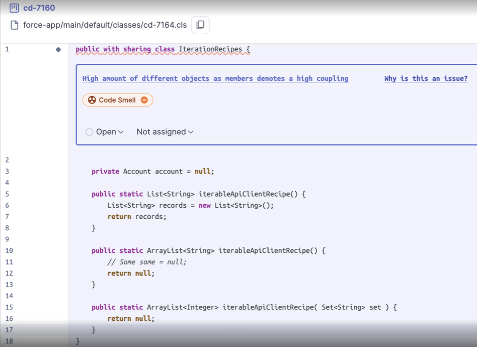 cd-7160
force-app/main/default/classes/cd-7164.cls
1 public with sharing class IterationRecipes {
High amount of different objects as members denotes a high coupling Why is this an issue?
Code Smell
Open Not assigned
2
3 private Account account = null;
4
5 public static List<String> iterableApiClientRecipe() {
6 List<String> records = new List<String>();
7 return records;
8 }
9
10 public static ArrayList<String> iterableApiClientRecipe() {
11 // Some some = null;
12 return null;
13 }
14
15 public static ArrayList<Integer> iterableApiClientRecipe( Set<String> set ) {
16 return null;
17 }
18 }